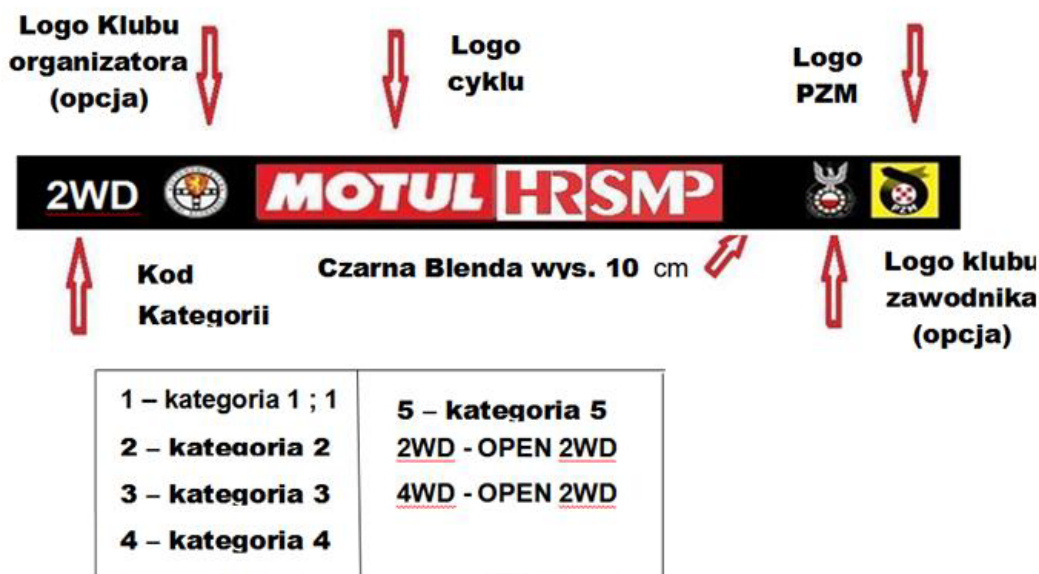 Logo Klubu
organizatora
(opcja)
Logo
cyklu
Logo
PZM
2WD
MOTUL HRSMP
PZM
Kod
Kategorii
Czarna Blenda wys. 10 cm
Logo klubu
zawodnika
(opcja)
1 – kategoria 1 ; 1
2 – kategoria 2
3 – kategoria 3
4 – kategoria 4
5 – kategoria 5
2WD - OPEN 2WD
4WD - OPEN 2WD